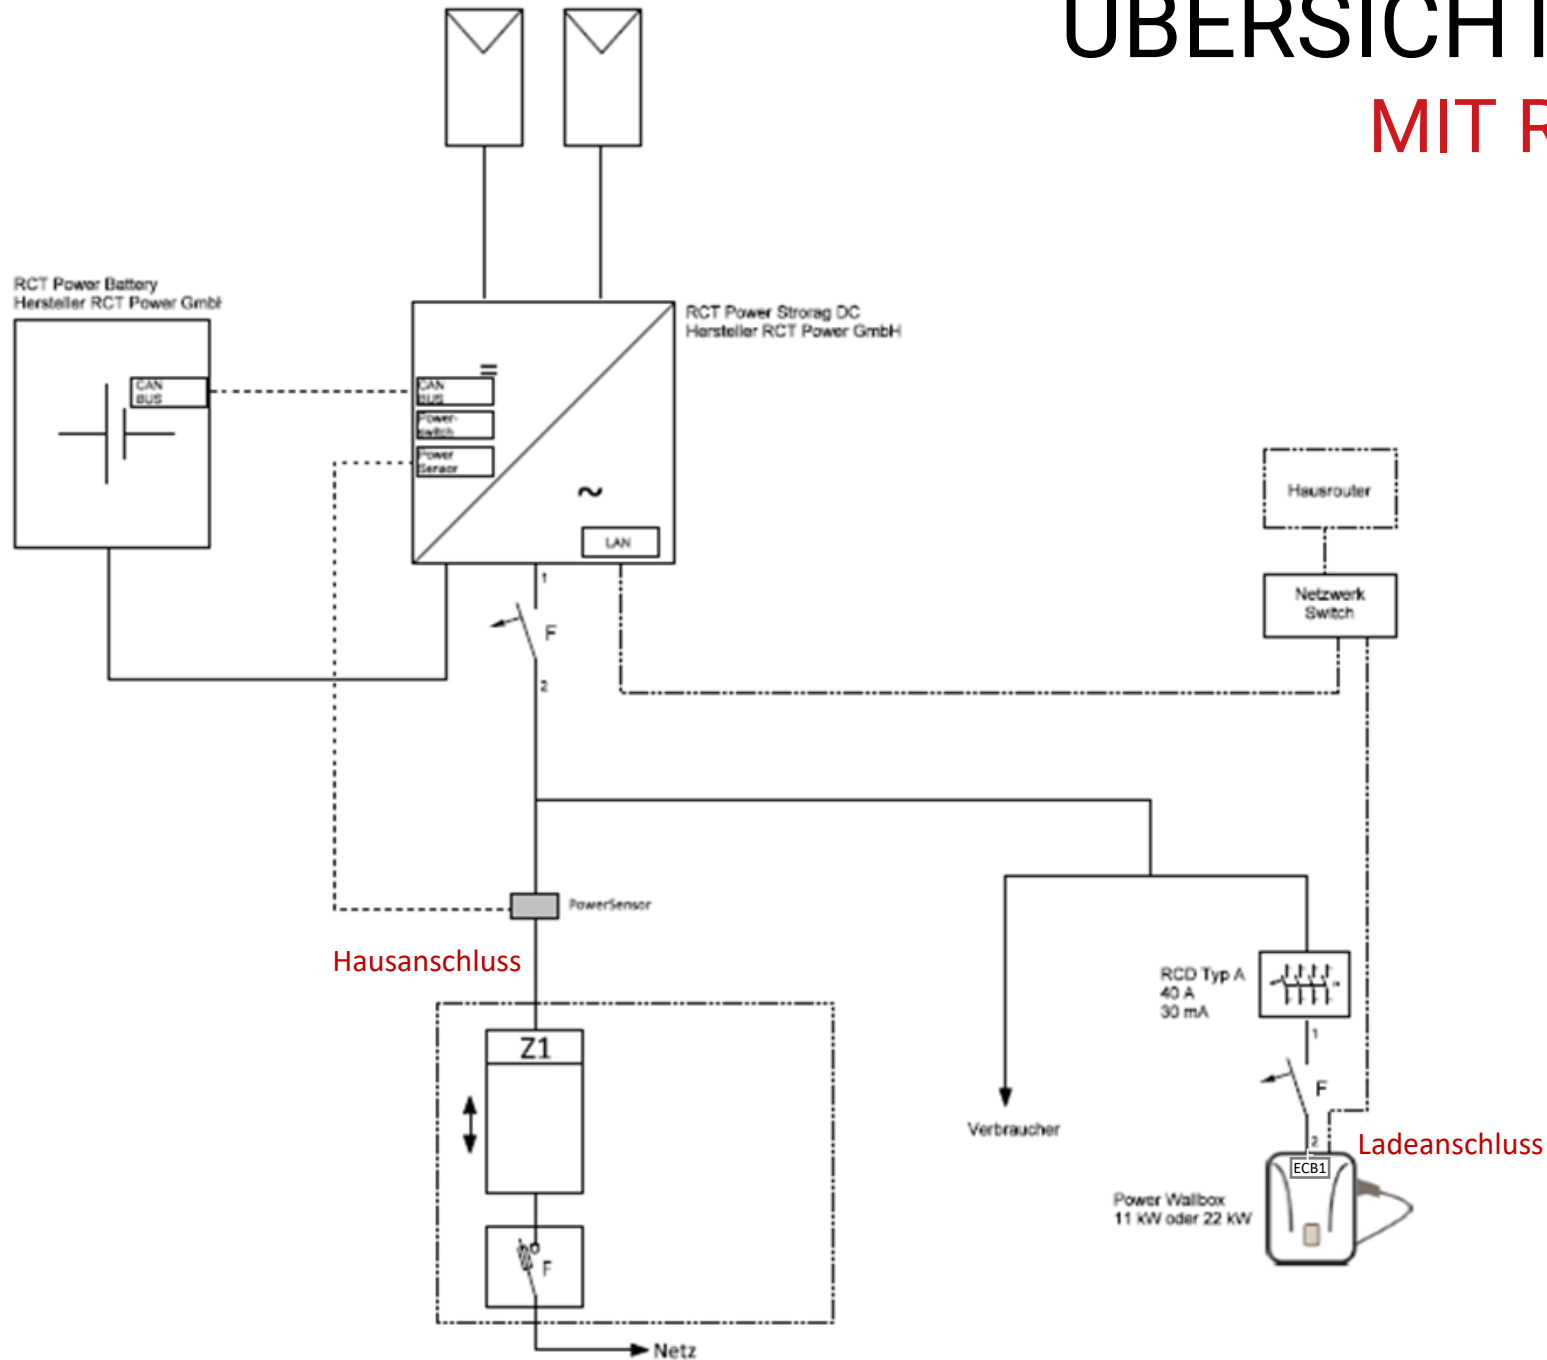 ÜBERSICHT
MIT R
RCT Power Battery
Hersteller RCT Power GmbH
RCT Power Strorag DC
Hersteller RCT Power GmbH
CAN
BUS
CAN
BUS
Power-
switch
Power
Sensor
=
~
LAN
Hausrouter
Netzwerk
Switch
1
F
2
PowerSensor
Hausanschluss
RCD Typ A
40 A
30 mA
Z1
1
F
Verbraucher
2
Ladeanschluss
ECB1
Power Wallbox
11 kW oder 22 kW
F
Netz